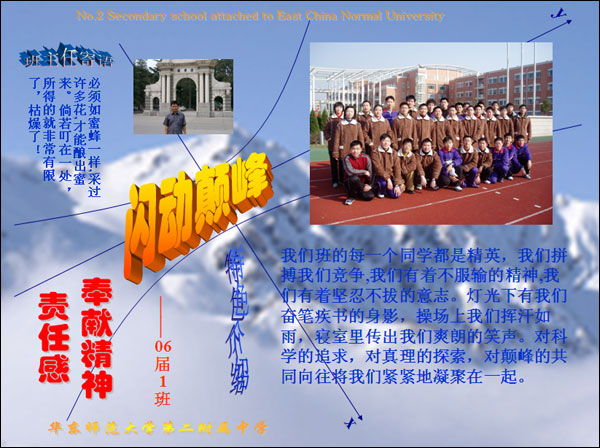 No.2 Secondary school attached to East China Normal University
班主任寄语
必须如蜜蜂一样,采过
许多花,才能酿出蜜
来。倘若叮在一处,
所得的就非常有限
了,枯燥了!
闪动颠峰
——06届1班
奉献精神
责任感
特色介绍
我们班的每一个同学都是精英，我们拼
搏我们竞争,我们有着不服输的精神,我
们有着坚忍不拔的意志。灯光下有我们
奋笔疾书的身影，操场上我们挥汗如
雨，寝室里传出我们爽朗的笑声。对科
学的追求，对真理的探索，对颠峰的共
同向往将我们紧紧地凝聚在一起。
华东师范大学第二附属中学